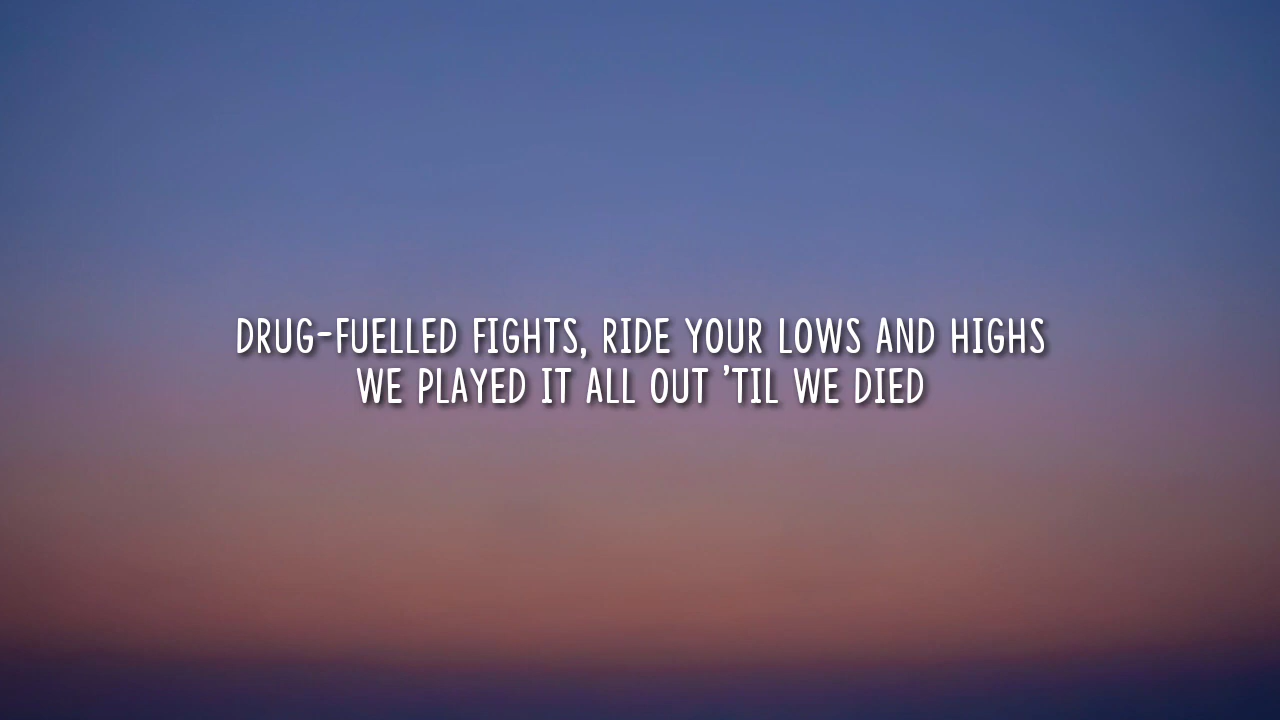 DRUG-FUELLED FIGHTS, RIDE YOUR LOWS AND HIGHS
WE PLAYED IT ALL OUT 'TIL WE DIED